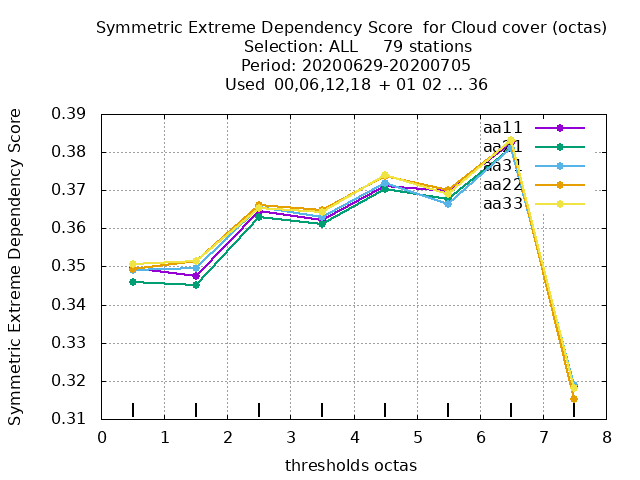 Symmetric Extreme Dependency Score  for Cloud cover (octas)
Selection: ALL     79 stations
Period: 20200629-20200705
Used  00,06,12,18  + 01 02 ... 36
Symmetric Extreme Dependency Score
0.39
0.38
0.37
0.36
0.35
0.34
0.33
0.32
0.31
aa11
aa31
aa22
aa33
0 1 2 3 4 5 6 7 8
thresholds octas